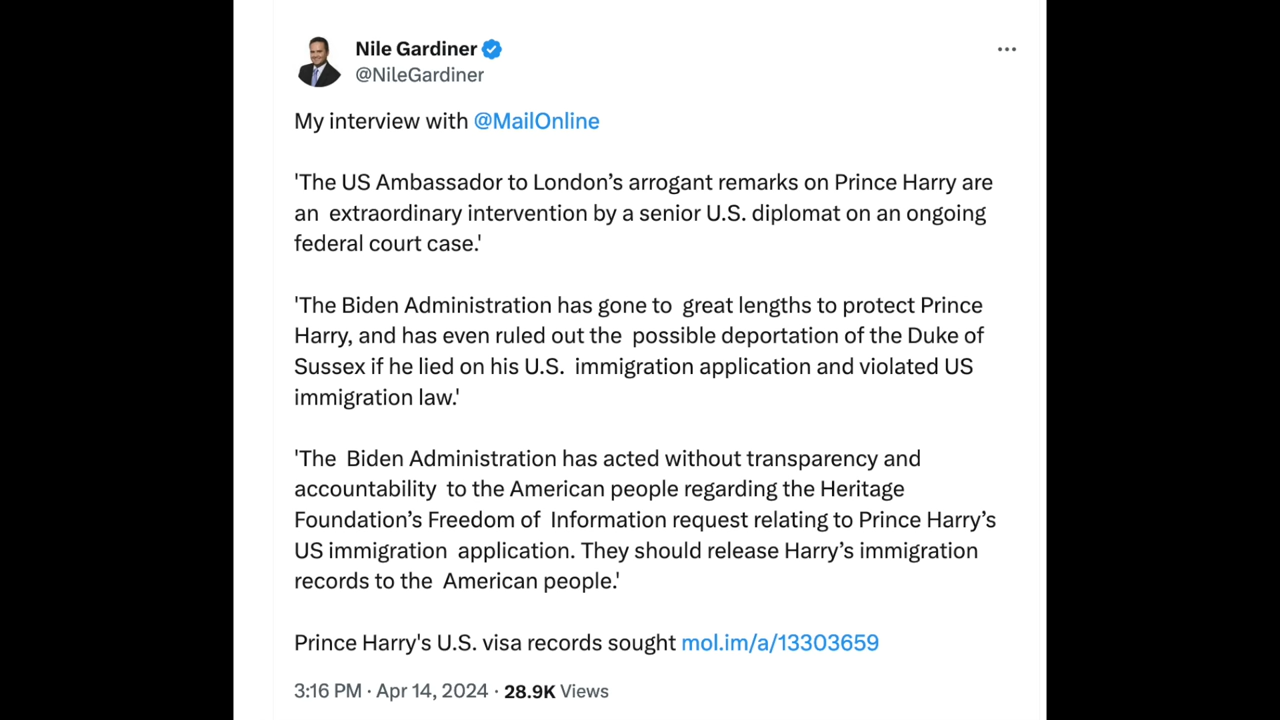 Nile Gardiner
@NileGardiner
My interview with @MailOnline
'The US Ambassador to London’s arrogant remarks on Prince Harry are
an extraordinary intervention by a senior U.S. diplomat on an ongoing
federal court case.'
'The Biden Administration has gone to great lengths to protect Prince
Harry, and has even ruled out the possible deportation of the Duke of
Sussex if he lied on his U.S. immigration application and violated US
immigration law.'
'The Biden Administration has acted without transparency and
accountability to the American people regarding the Heritage
Foundation’s Freedom of Information request relating to Prince Harry’s
US immigration application. They should release Harry’s immigration
records to the American people.'
Prince Harry's U.S. visa records sought mol.im/a/13303659
3:16 PM · Apr 14, 2024 · 28.9K Views